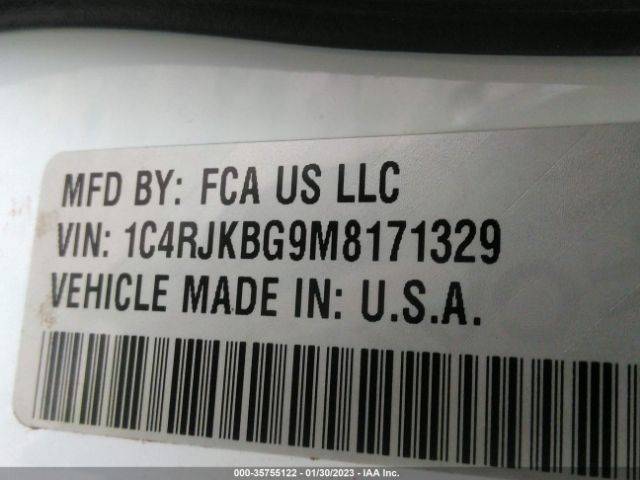 MFD BY: FCA US LLC
VIN: 1C4RJKBG9M8171329
VEHICLE MADE IN: U.S.A.
000-35755122 - 01/30/2023 - IAA Inc.